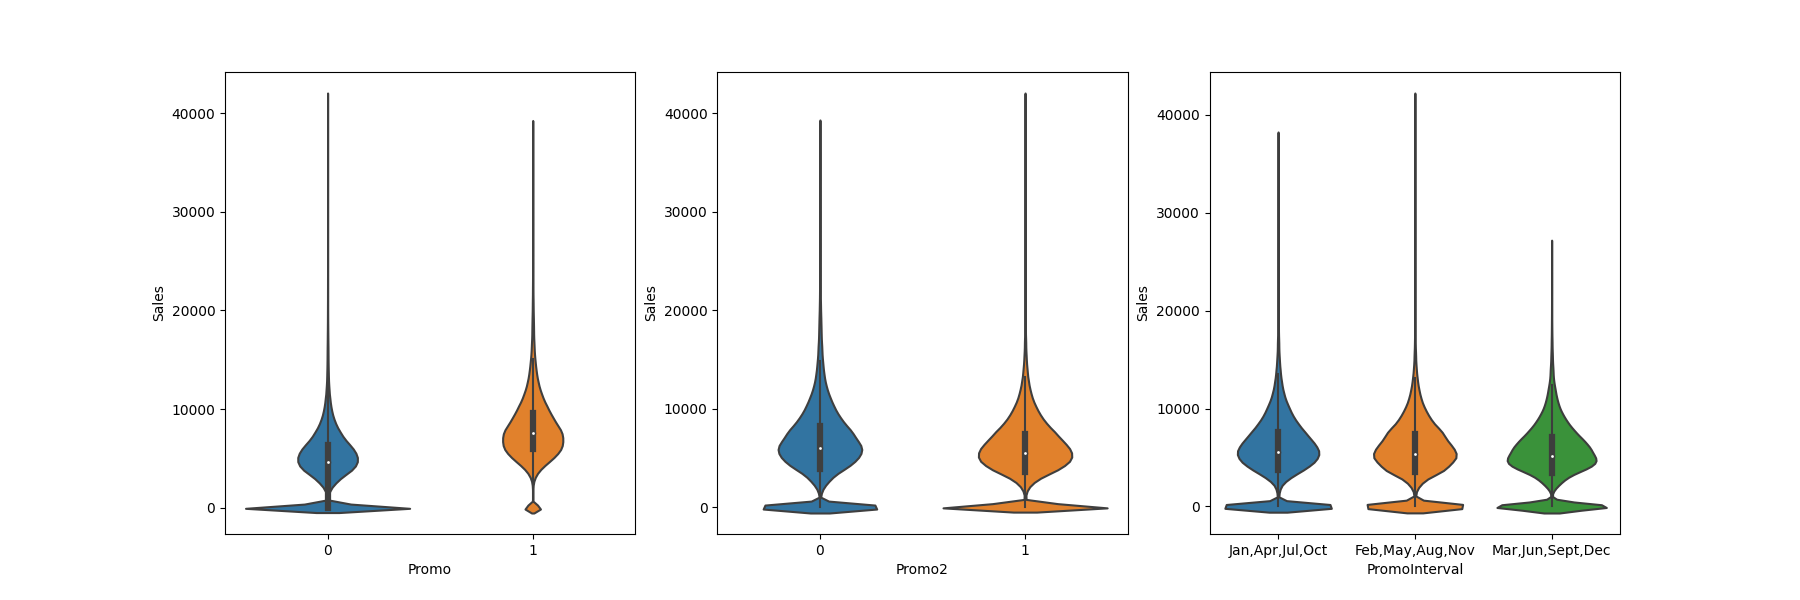 Sales
40000
30000
20000
10000
0
0
1
Promo
Sales
40000
30000
20000
10000
0
0
1
Promo2
Sales
40000
30000
20000
10000
0
Jan,Apr,Jul,Oct
Feb,May,Aug,Nov
Mar,Jun,Sept,Dec
PromoInterval